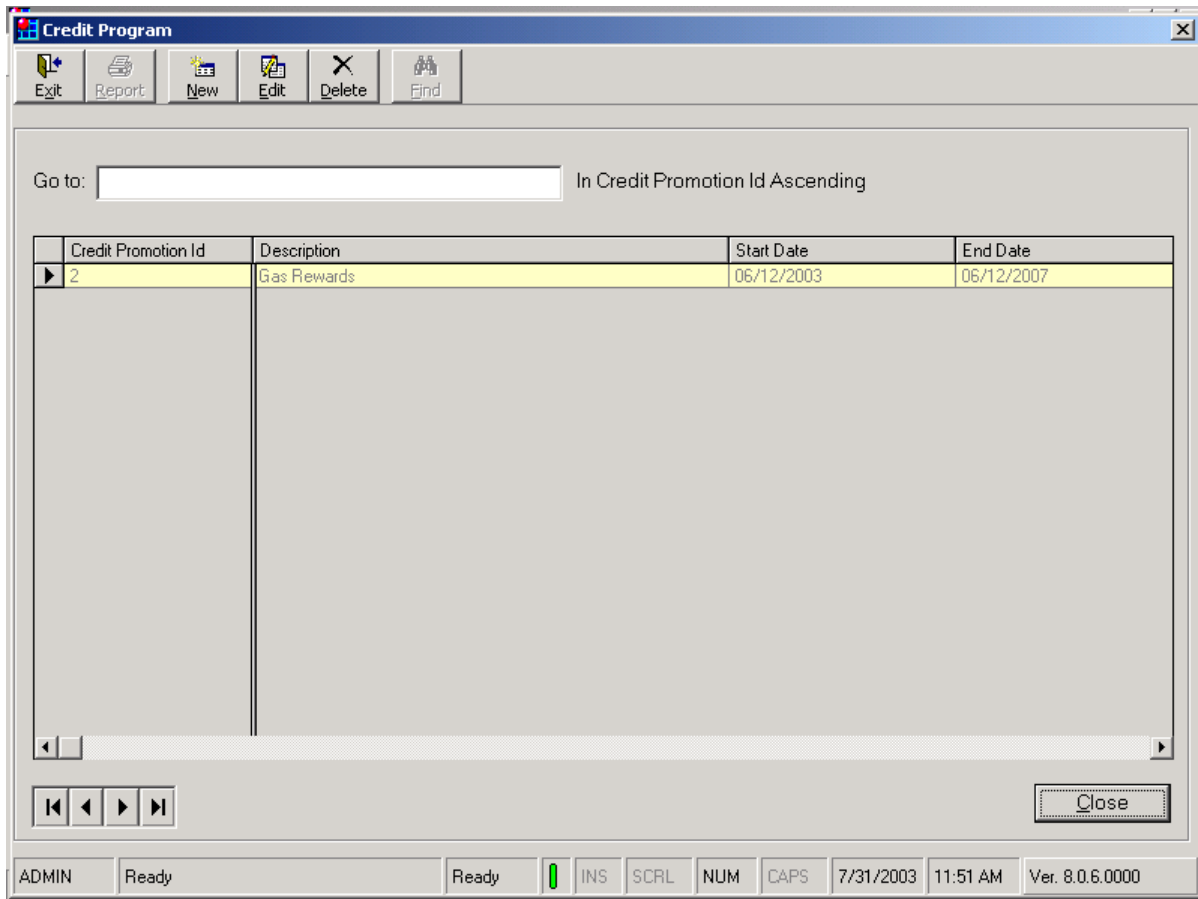 Credit Program
Exit Report New Edit Delete Find
Go to: In Credit Promotion Id Ascending
Credit Promotion Id Description Start Date End Date
2 Gas Rewards 06/12/2003 06/12/2007
Close
ADMIN Ready Ready INS SCRL NUM CAPS 7/31/2003 11:51 AM Ver. 8.0.6.0000